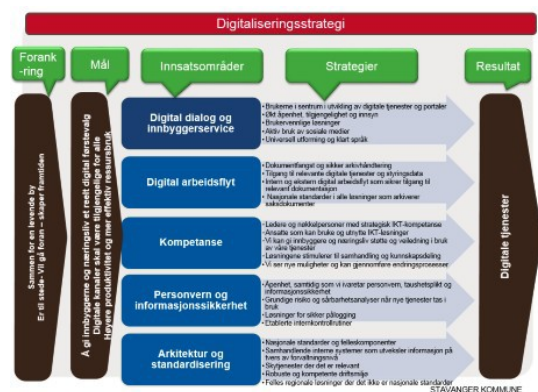 Digitaliseringsstrategi
Forank
-ring
Mål
Innsatsområder
Strategier
Resultat
Sammen for en levende by
Er til stede- Vil gå foran – skaper fremtiden
Å gi innbyggerne og næringsliv et reelt digital førstevalg
Digitale kanaler skal være tilgjengelige for alle
Høyere produktivitet og mer effektiv ressursbruk
Digital dialog og
innbyggerservice
•Brukerne i sentrum i utvikling av digitale tjenester og portaler
•Økt åpenhet, tilgjengelighet og innsyn
•Brukervennlige løsninger
•Aktiv bruk av sosiale medier
•Universell utforming og klart språk
Digital arbeidsflyt
•Dokumentfangst og sikker arkivhåndtering
•Tilgang til relevante digitale tjenester og styringsdata
•Intern og ekstern digital arbeidsflyt som sikrer tilgang til
relevant dokumentasjon
•Nasjonale standarder i alle løsninger som arkiverer
saksdokumenter
Kompetanse
•Ledere og nøkkelpersoner med strategisk IKT-kompetanse
•Ansatte som kan bruke og utnytte IKT-løsninger
•Vi kan gi innbyggere og næringsliv støtte og veiledning i bruk
av våre tjenester
•Løsningene stimulerer til samhandling og kunnskapsdeling
•Vi ser nye muligheter og kan gjennomføre endringsprosesser
Personvern og
informasjonssikkerhet
•Åpenhet, samtidig som vi ivaretar personvern, taushetsplikt og
informasjonssikkerhet
•Grundige risiko og sårbarhetsanalyser når nye tjenester tas i
bruk
•Løsninger for sikker pålogging
•Etablerte internkontrollrutiner
Arkitektur og
standardisering
•Nasjonale standarder og felleskomponenter
•Samhandlende interne systemer som utveksler informasjon på
tvers av forvaltningsnivå
•Skytjenester der det er relevant
•Robuste og kompetente driftsmiljø
•Felles regionale løsninger der det ikke er nasjonale standarder
Digitale tjenester
STAVANGER KOMMUNE